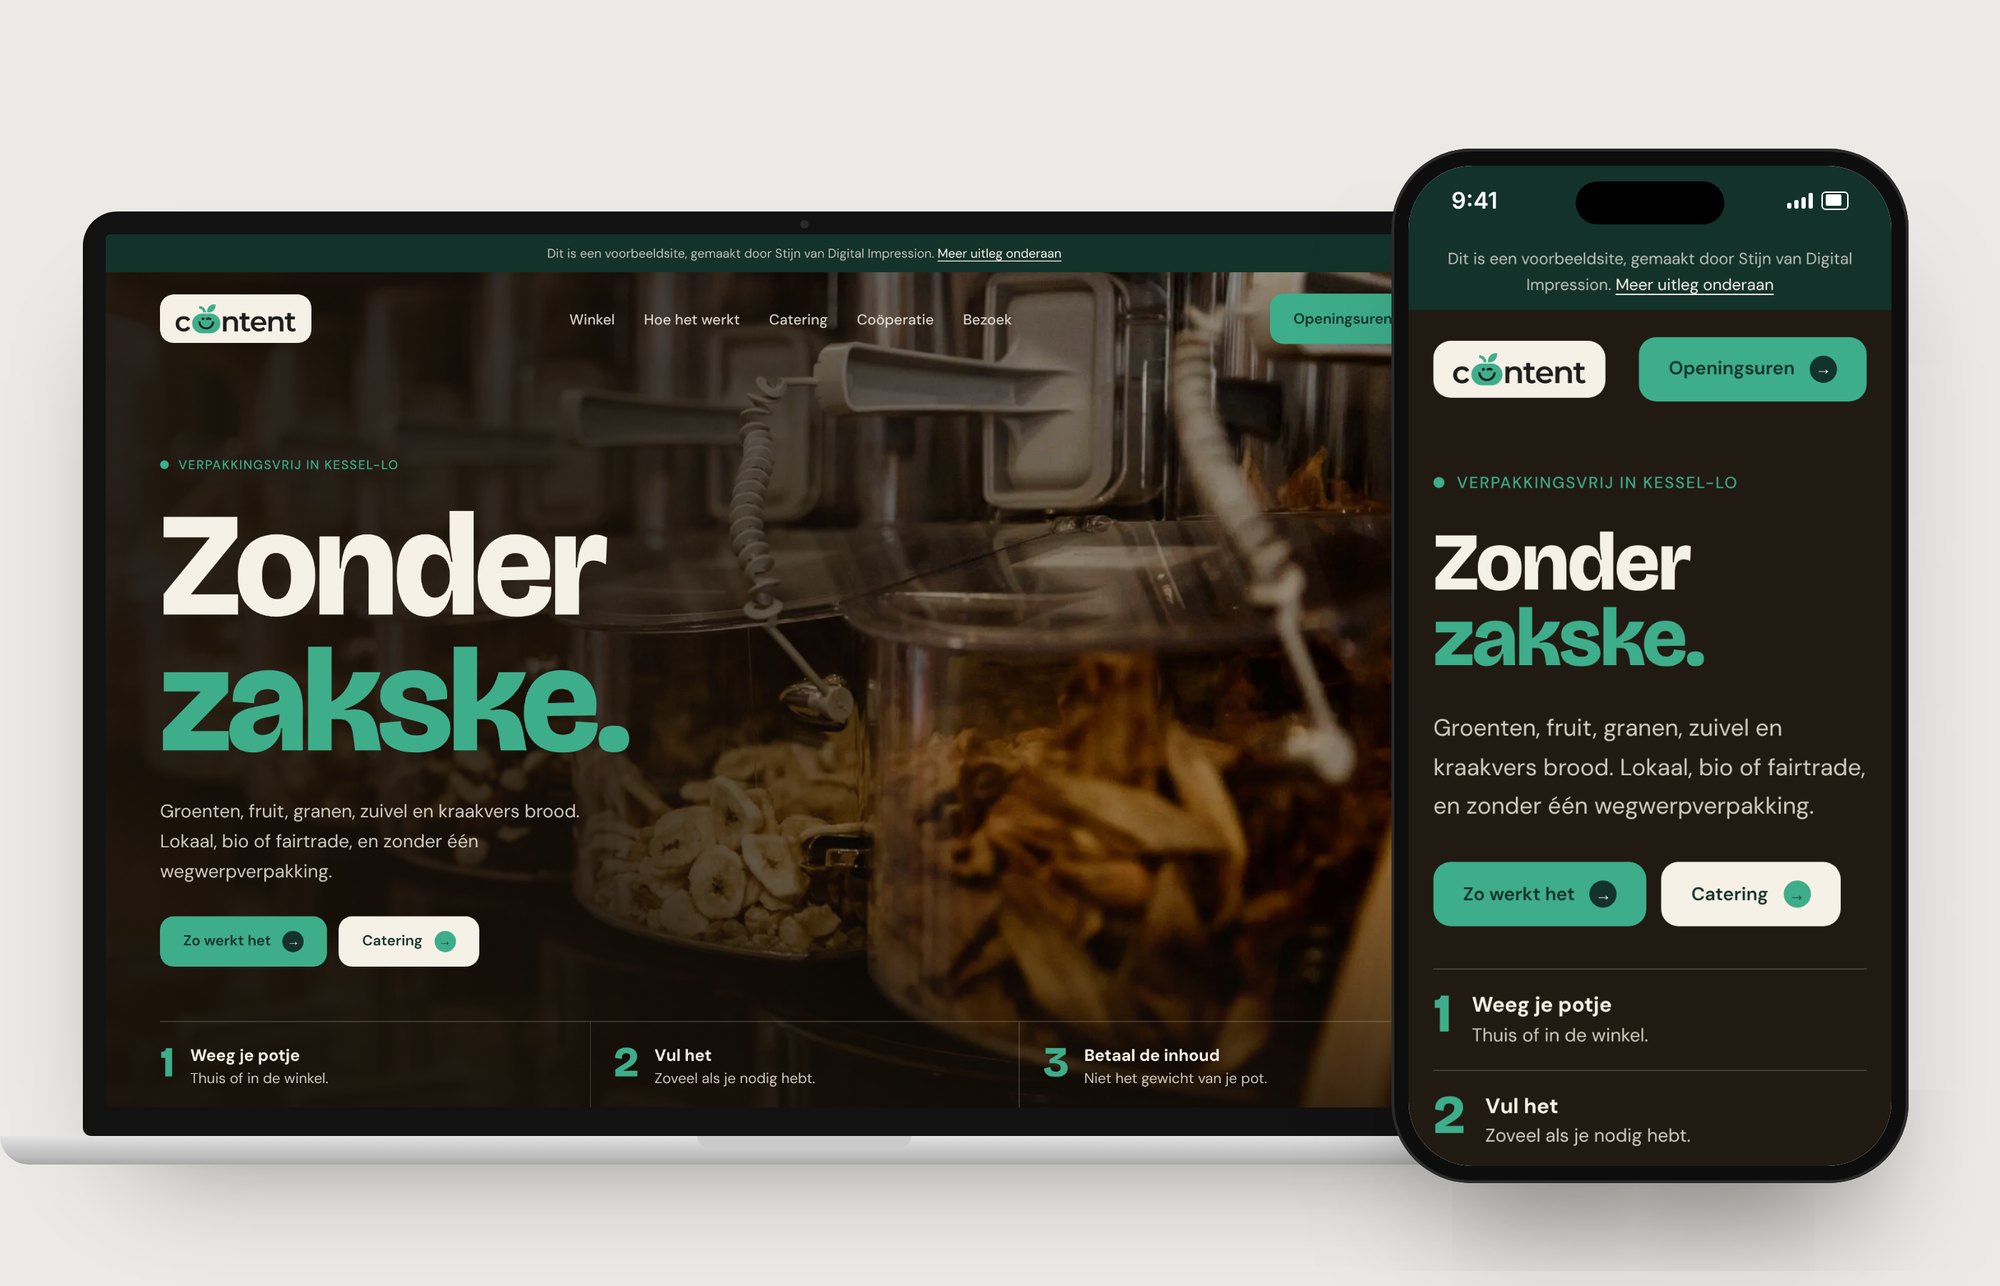 Dit is een voorbeeldsite, gemaakt door Stijn van Digital Impression. Meer uitleg onderaan
content
Winkel Hoe het werkt Catering Coöperatie Bezoek
Openingsuren
VERPAKKINGSVRIJ IN KESSEL-LO
Zonder
zakske.
Groenten, fruit, granen, zuivel en kraakvers brood.
Lokaal, bio of fairtrade, en zonder één
wegwerpverpakking.
Zo werkt het → Catering →
1 Weeg je potje
Thuis of in de winkel.
2 Vul het
Zoveel als je nodig hebt.
3 Betaal de inhoud
Niet het gewicht van je pot.
9:41
Dit is een voorbeeldsite, gemaakt door Stijn van Digital
Impression. Meer uitleg onderaan
content
Openingsuren →
VERPAKKINGSVRIJ IN KESSEL-LO
Zonder
zakske.
Groenten, fruit, granen, zuivel en
kraakvers brood. Lokaal, bio of fairtrade,
en zonder één wegwerpverpakking.
Zo werkt het → Catering →
1 Weeg je potje
Thuis of in de winkel.
2 Vul het
Zoveel als je nodig hebt.